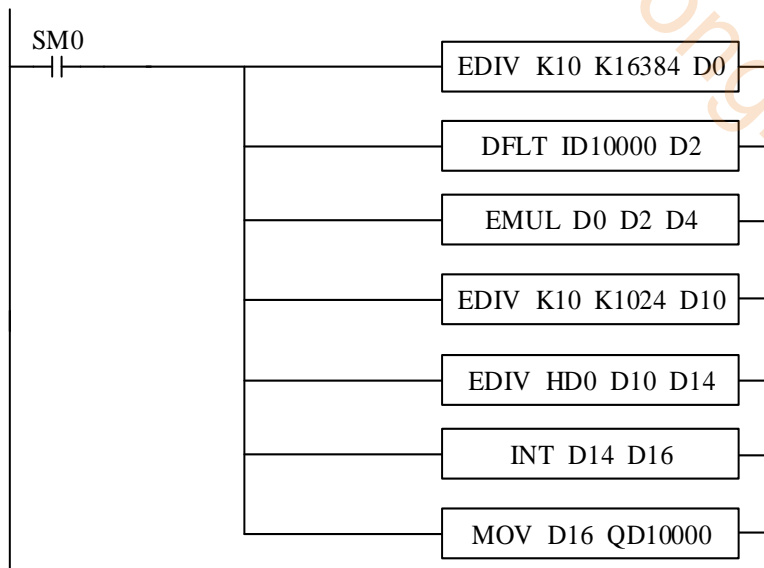 SM0
EDIV K10 K16384 D0
DFLT ID10000 D2
EMUL D0 D2 D4
EDIV K10 K1024 D10
EDIV HD0 D10 D14
INT D14 D16
MOV D16 QD10000